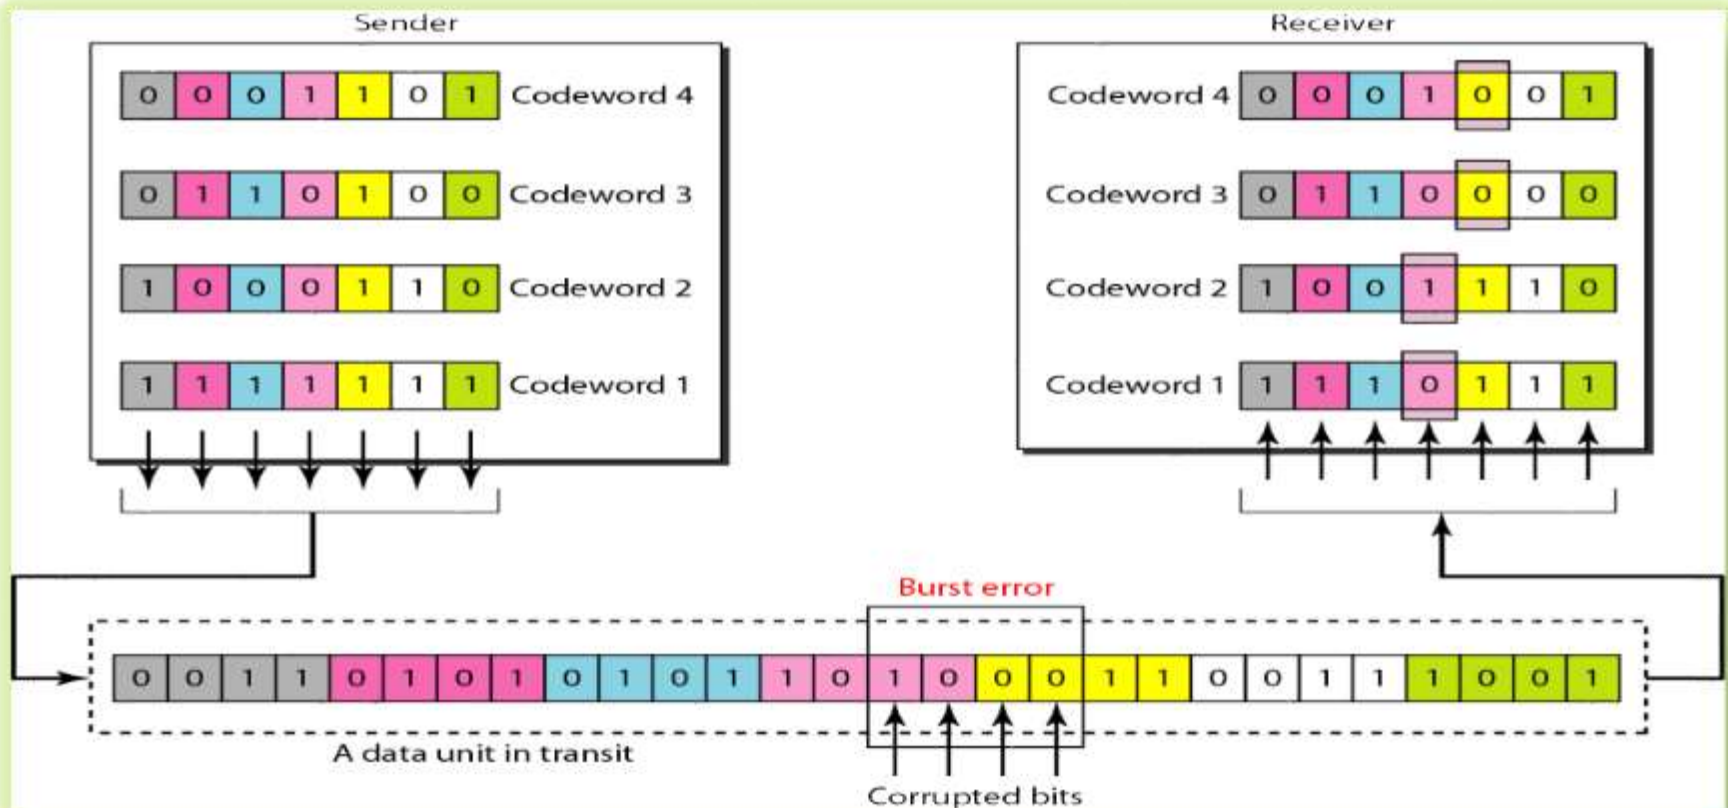 Sender
0 0 0 1 1 0 1 Codeword 4
0 1 1 0 1 0 0 Codeword 3
1 0 0 0 1 1 0 Codeword 2
1 1 1 1 1 1 1 Codeword 1
Receiver
Codeword 4 0 0 0 1 0 0 1
Codeword 3 0 1 1 0 0 0 0
Codeword 2 1 0 0 1 1 1 0
Codeword 1 1 1 1 0 1 1 1
Burst error
0 0 1 1 0 1 0 1 0 1 0 1 1 0 1 0 0 0 1 1 0 0 1 1 1 0 0 1
A data unit in transit
Corrupted bits